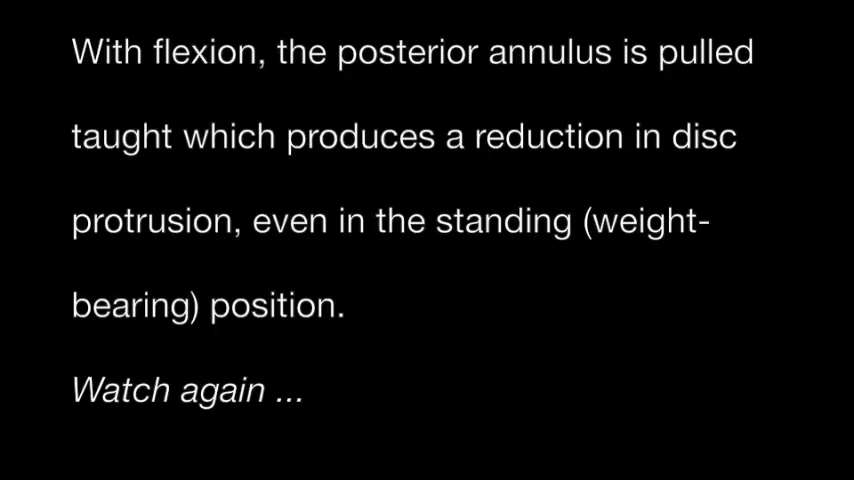 With flexion, the posterior annulus is pulled
taught which produces a reduction in disc
protrusion, even in the standing (weight-
bearing) position.
Watch again ...